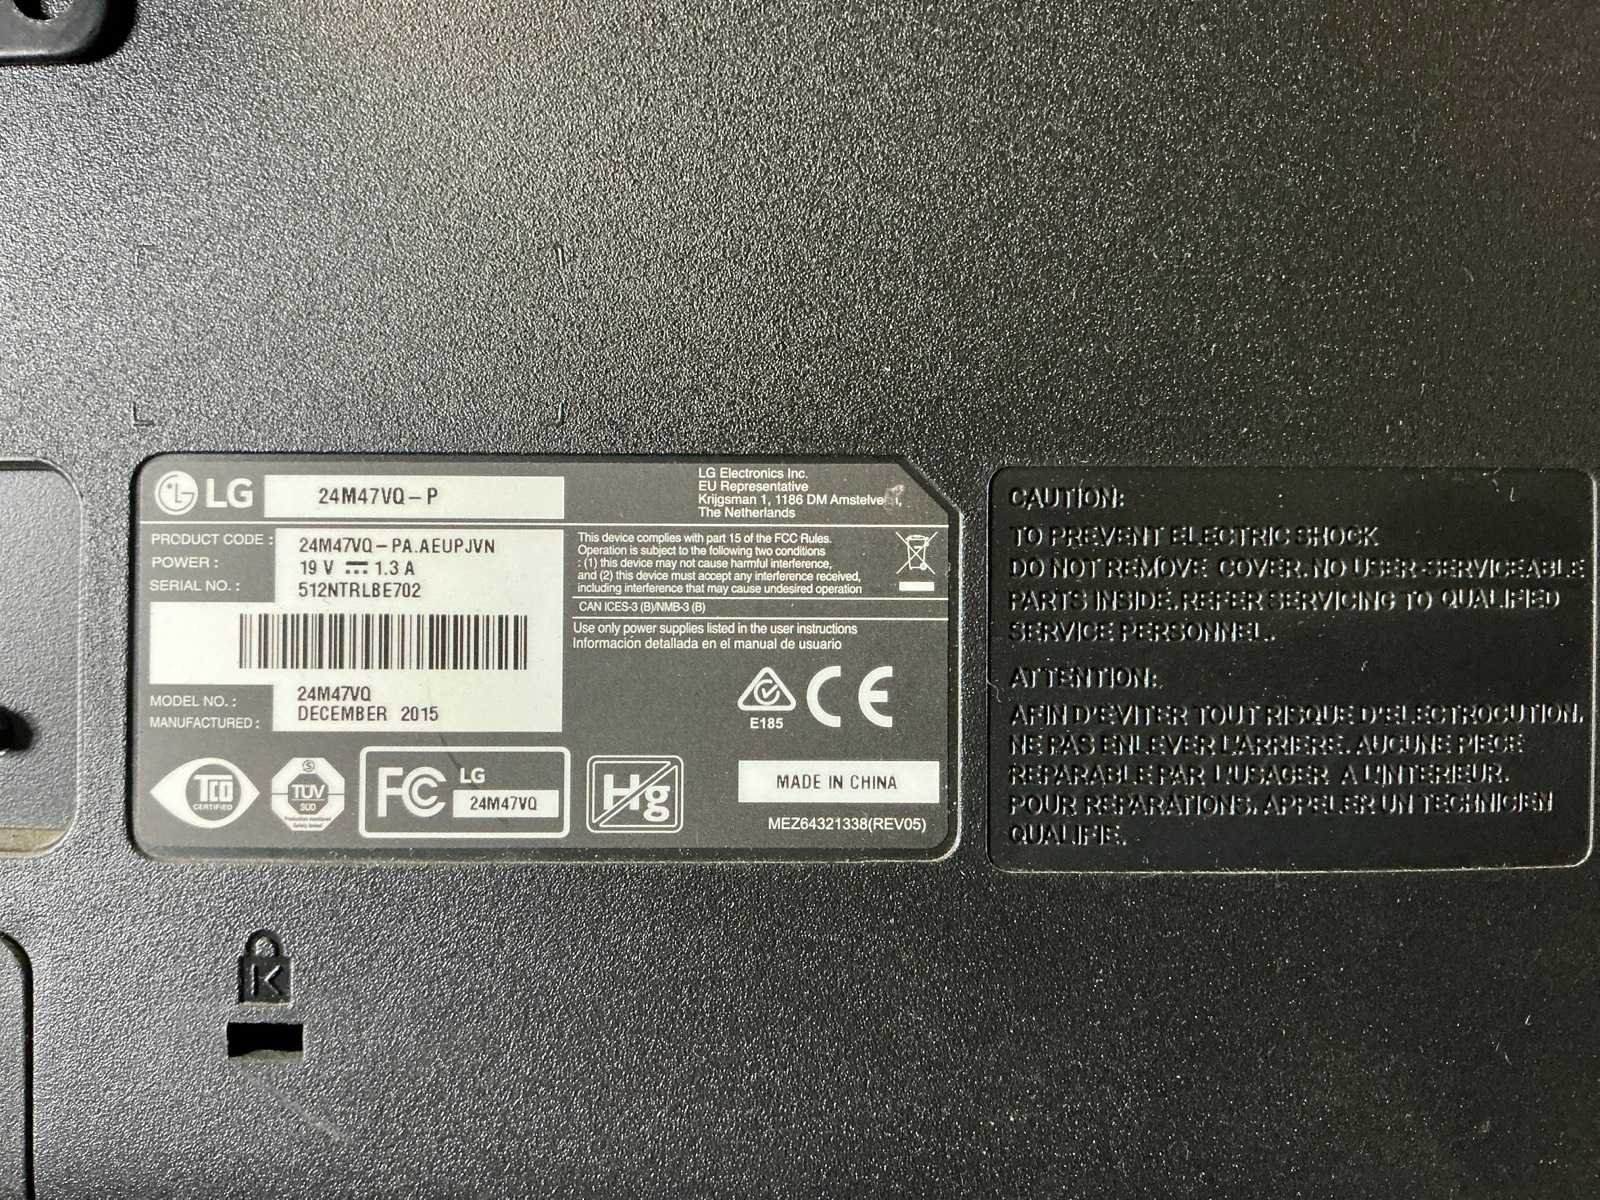 LG 24M47VQ-P
LG Electronics Inc.
EU Representative
Krijgsman 1, 1186 DM
The Netherlands
PRODUCT CODE : 24M47VQ-PA.AEUPJVN
POWER : 19 V 1.3 A
SERIAL NO. : 512NTRLBE702
MODEL NO. : 24M47VQ
MANUFACTURED : DECEMBER 2015
This device complies with part 15 of the FCC Rules.
Operation is subject to the following two conditions
: (1) this device may not cause harmful interference,
and (2) this device must accept any interference received,
including interference that may cause undesired operation
CAN ICES-3 (B)/NMB-3 (B)
Use only power supplies listed in the user instructions
Información detallada en el manual de usuario
E185
CE
TCO
CERTIFIED
TÜV
SÜD
Production monitored
Safety tested
FC LG
24M47VQ
Hg
MADE IN CHINA
MEZ64321338(REV05)
CAUTION:
TO PREVENT ELECTRIC SHOCK
DO NOT REMOVE COVER. NO USER-SERVICEABLE
PARTS INSIDE. REFER SERVICING TO QUALIFIED
SERVICE PERSONNEL.
ATTENTION:
AFIN D'EVITER TOUT RISQUE D'ELECTROCUTION,
NE PAS ENLEVER L'ARRIERE. AUCUNE PIECE
REPARABLE PAR L'USAGER A L'INTERIEUR.
POUR REPARATIONS, APPELER UN TECHNICIEN
QUALIFIE.
K